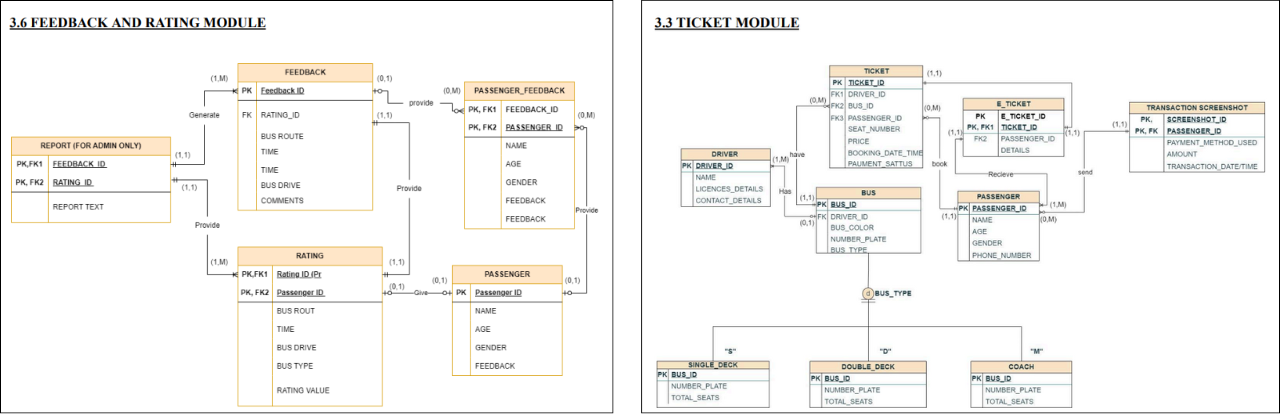 3.6 FEEDBACK AND RATING MODULE
FEEDBACK
PK Feedback ID
FK RATING_ID
BUS ROUTE
TIME
TIME
BUS DRIVE
COMMENTS
(1,M)
(0,1)
(1,1)
Generate
provide
(0,M)
PASSENGER_FEEDBACK
PK, FK1 FEEDBACK_ID
PK, FK2 PASSENGER_ID
NAME
AGE
GENDER
FEEDBACK
FEEDBACK
(0,M)
Provide
REPORT (FOR ADMIN ONLY)
PK,FK1 FEEDBACK_ID
PK, FK2 RATING_ID
REPORT TEXT
(1,1)
(1,1)
Provide
Provide
(1,M)
(1,1)
RATING
PK,FK1 Rating ID (Pr
PK, FK2 Passenger ID
BUS ROUT
TIME
BUS DRIVE
BUS TYPE
RATING VALUE
(0,1)
Give
(0,1)
PASSENGER
PK Passenger ID
NAME
AGE
GENDER
FEEDBACK
(0,1)
3.3 TICKET MODULE
TICKET
PK TICKET_ID
FK1 DRIVER_ID
FK2 BUS_ID
FK3 PASSENGER_ID
SEAT_NUMBER
PRICE
BOOKING_DATE_TIME
PAUMENT_SATTUS
(1,1)
(0,M)
(0,M)
E_TICKET
PK E_TICKET_ID
PK, FK1 TICKET_ID
FK2 PASSENGER_ID
DETAILS
(1,1)
(1,1)
TRANSACTION SCREENSHOT
PK, SCREENSHOT_ID
PK, FK PASSENGER_ID
PAYMENT_METHOD_USED
AMOUNT
TRANSACTION_DATE/TIME
(1,1)
DRIVER
PK DRIVER_ID
NAME
LICENCES_DETAILS
CONTACT_DETAILS
(1,M)
have
Has
book
Recieve
send
(1,1)
(0,1)
BUS
PK BUS_ID
FK DRIVER_ID
BUS_COLOR
NUMBER_PLATE
BUS_TYPE
PASSENGER
PK PASSENGER_ID
NAME
AGE
GENDER
PHONE_NUMBER
(1,1)
(1,M)
(0,M)
d BUS_TYPE
"S"
"D"
"M"
SINGLE_DECK
PK BUS_ID
NUMBER_PLATE
TOTAL_SEATS
DOUBLE_DECK
PK BUS_ID
NUMBER_PLATE
TOTAL_SEATS
COACH
PK BUS_ID
NUMBER_PLATE
TOTAL_SEATS